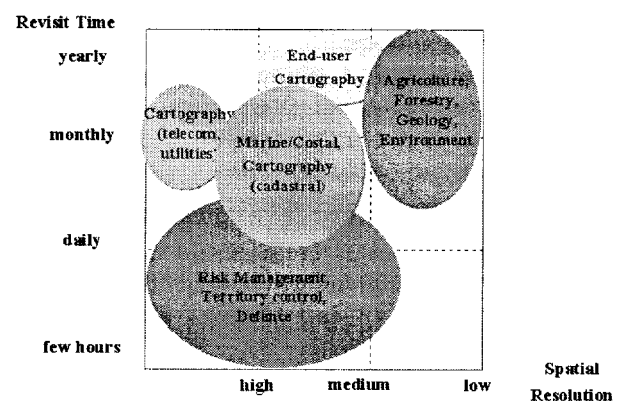 Revisit Time
yearly
monthly
daily
few hours
End-user
Cartography
Agriculture,
Forestry,
Geology,
Environment
Cartography
(telecom,
utilities)
Marine/Costal,
Cartography
(cadastral)
Risk Management,
Territory control,
Defence
high
medium
low
Spatial
Resolution